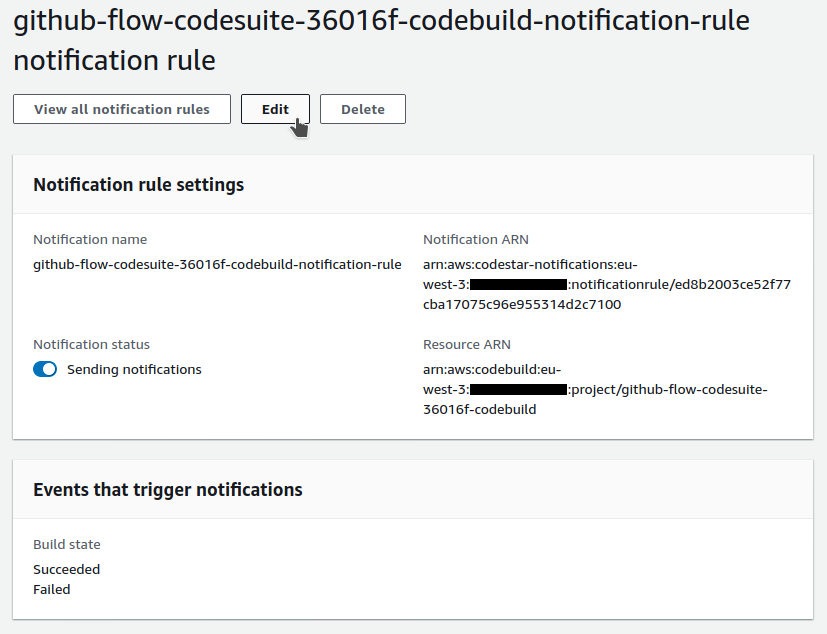 github-flow-codesuite-36016f-codebuild-notification-rule
notification rule
View all notification rules
Edit
Delete
Notification rule settings
Notification name
github-flow-codesuite-36016f-codebuild-notification-rule
Notification ARN
arn:aws:codestar-notifications:eu-
west-3: :notificationrule/ed8b2003ce52f77
cba17075c96e955314d2c7100
Notification status
Sending notifications
Resource ARN
arn:aws:codebuild:eu-
west-3: :project/github-flow-codesuite-
36016f-codebuild
Events that trigger notifications
Build state
Succeeded
Failed